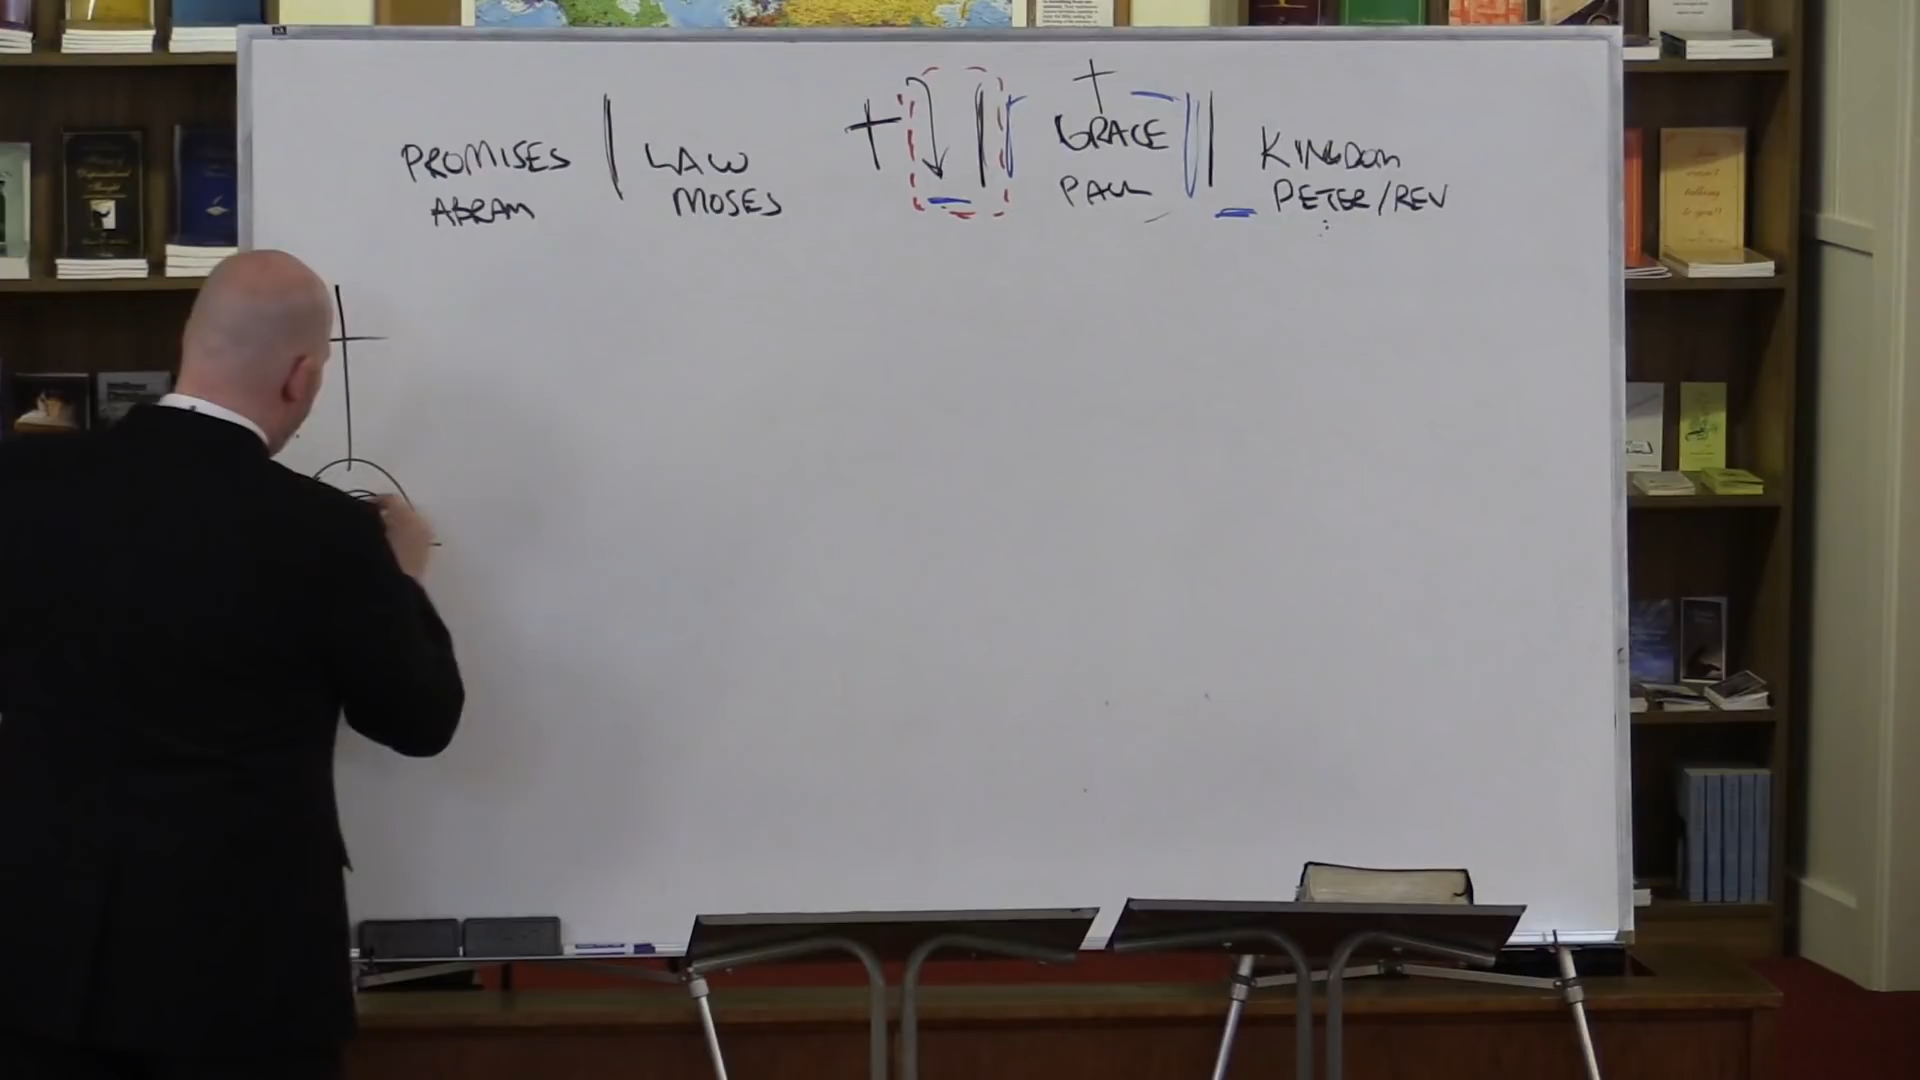 PROMISES
ABRAM
LAW
MOSES
GRACE
PAUL
KINGDOM
PETER/REV